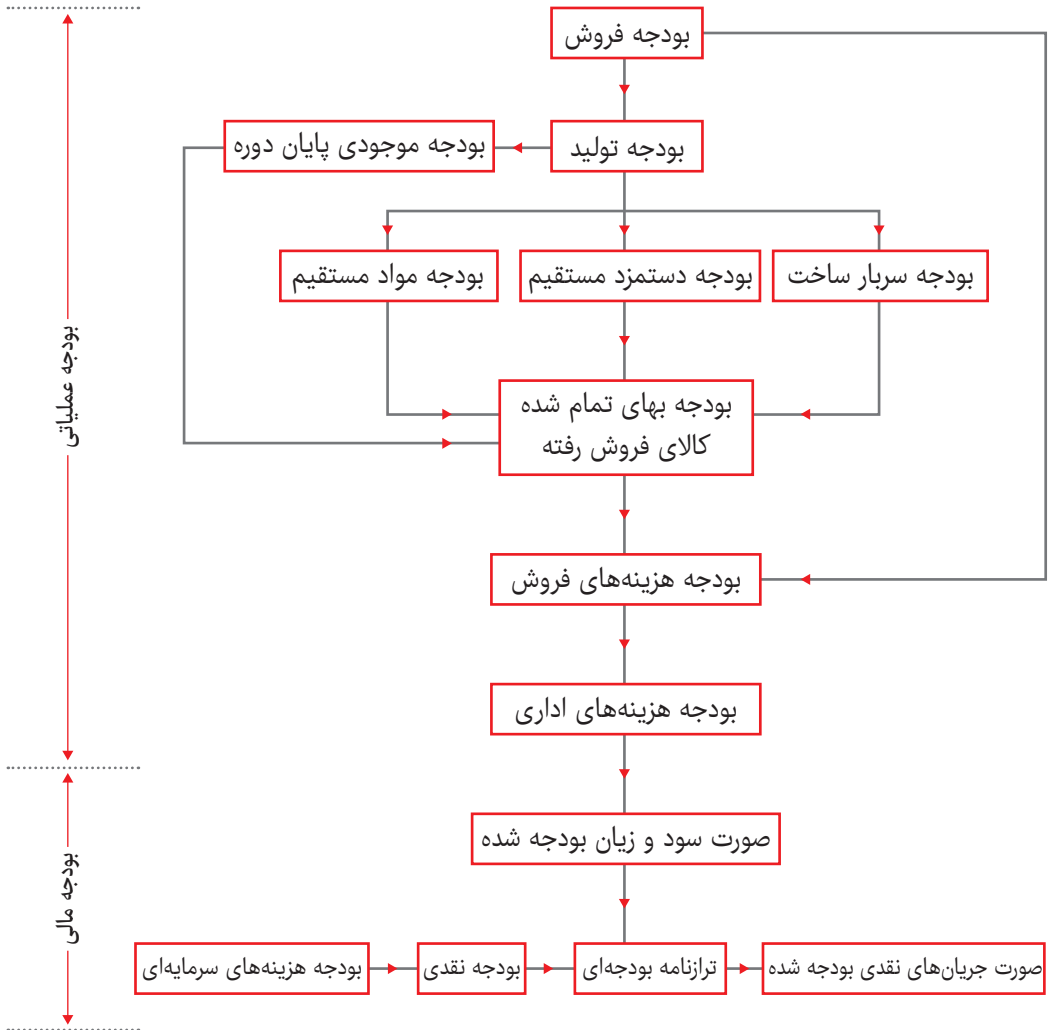 بودجه فروش
بودجه تولید
بودجه موجودی پایان دوره
بودجه سربار ساخت
بودجه دستمزد مستقیم
بودجه مواد مستقیم
بودجه بهای تمام شده
کالای فروش رفته
بودجه هزینه‌های فروش
بودجه هزینه‌های اداری
بودجه عملیاتی
صورت سود و زیان بودجه شده
صورت جریان‌های نقدی بودجه شده
ترازنامه بودجه‌ای
بودجه نقدی
بودجه هزینه‌های سرمایه‌ای
بودجه مالی